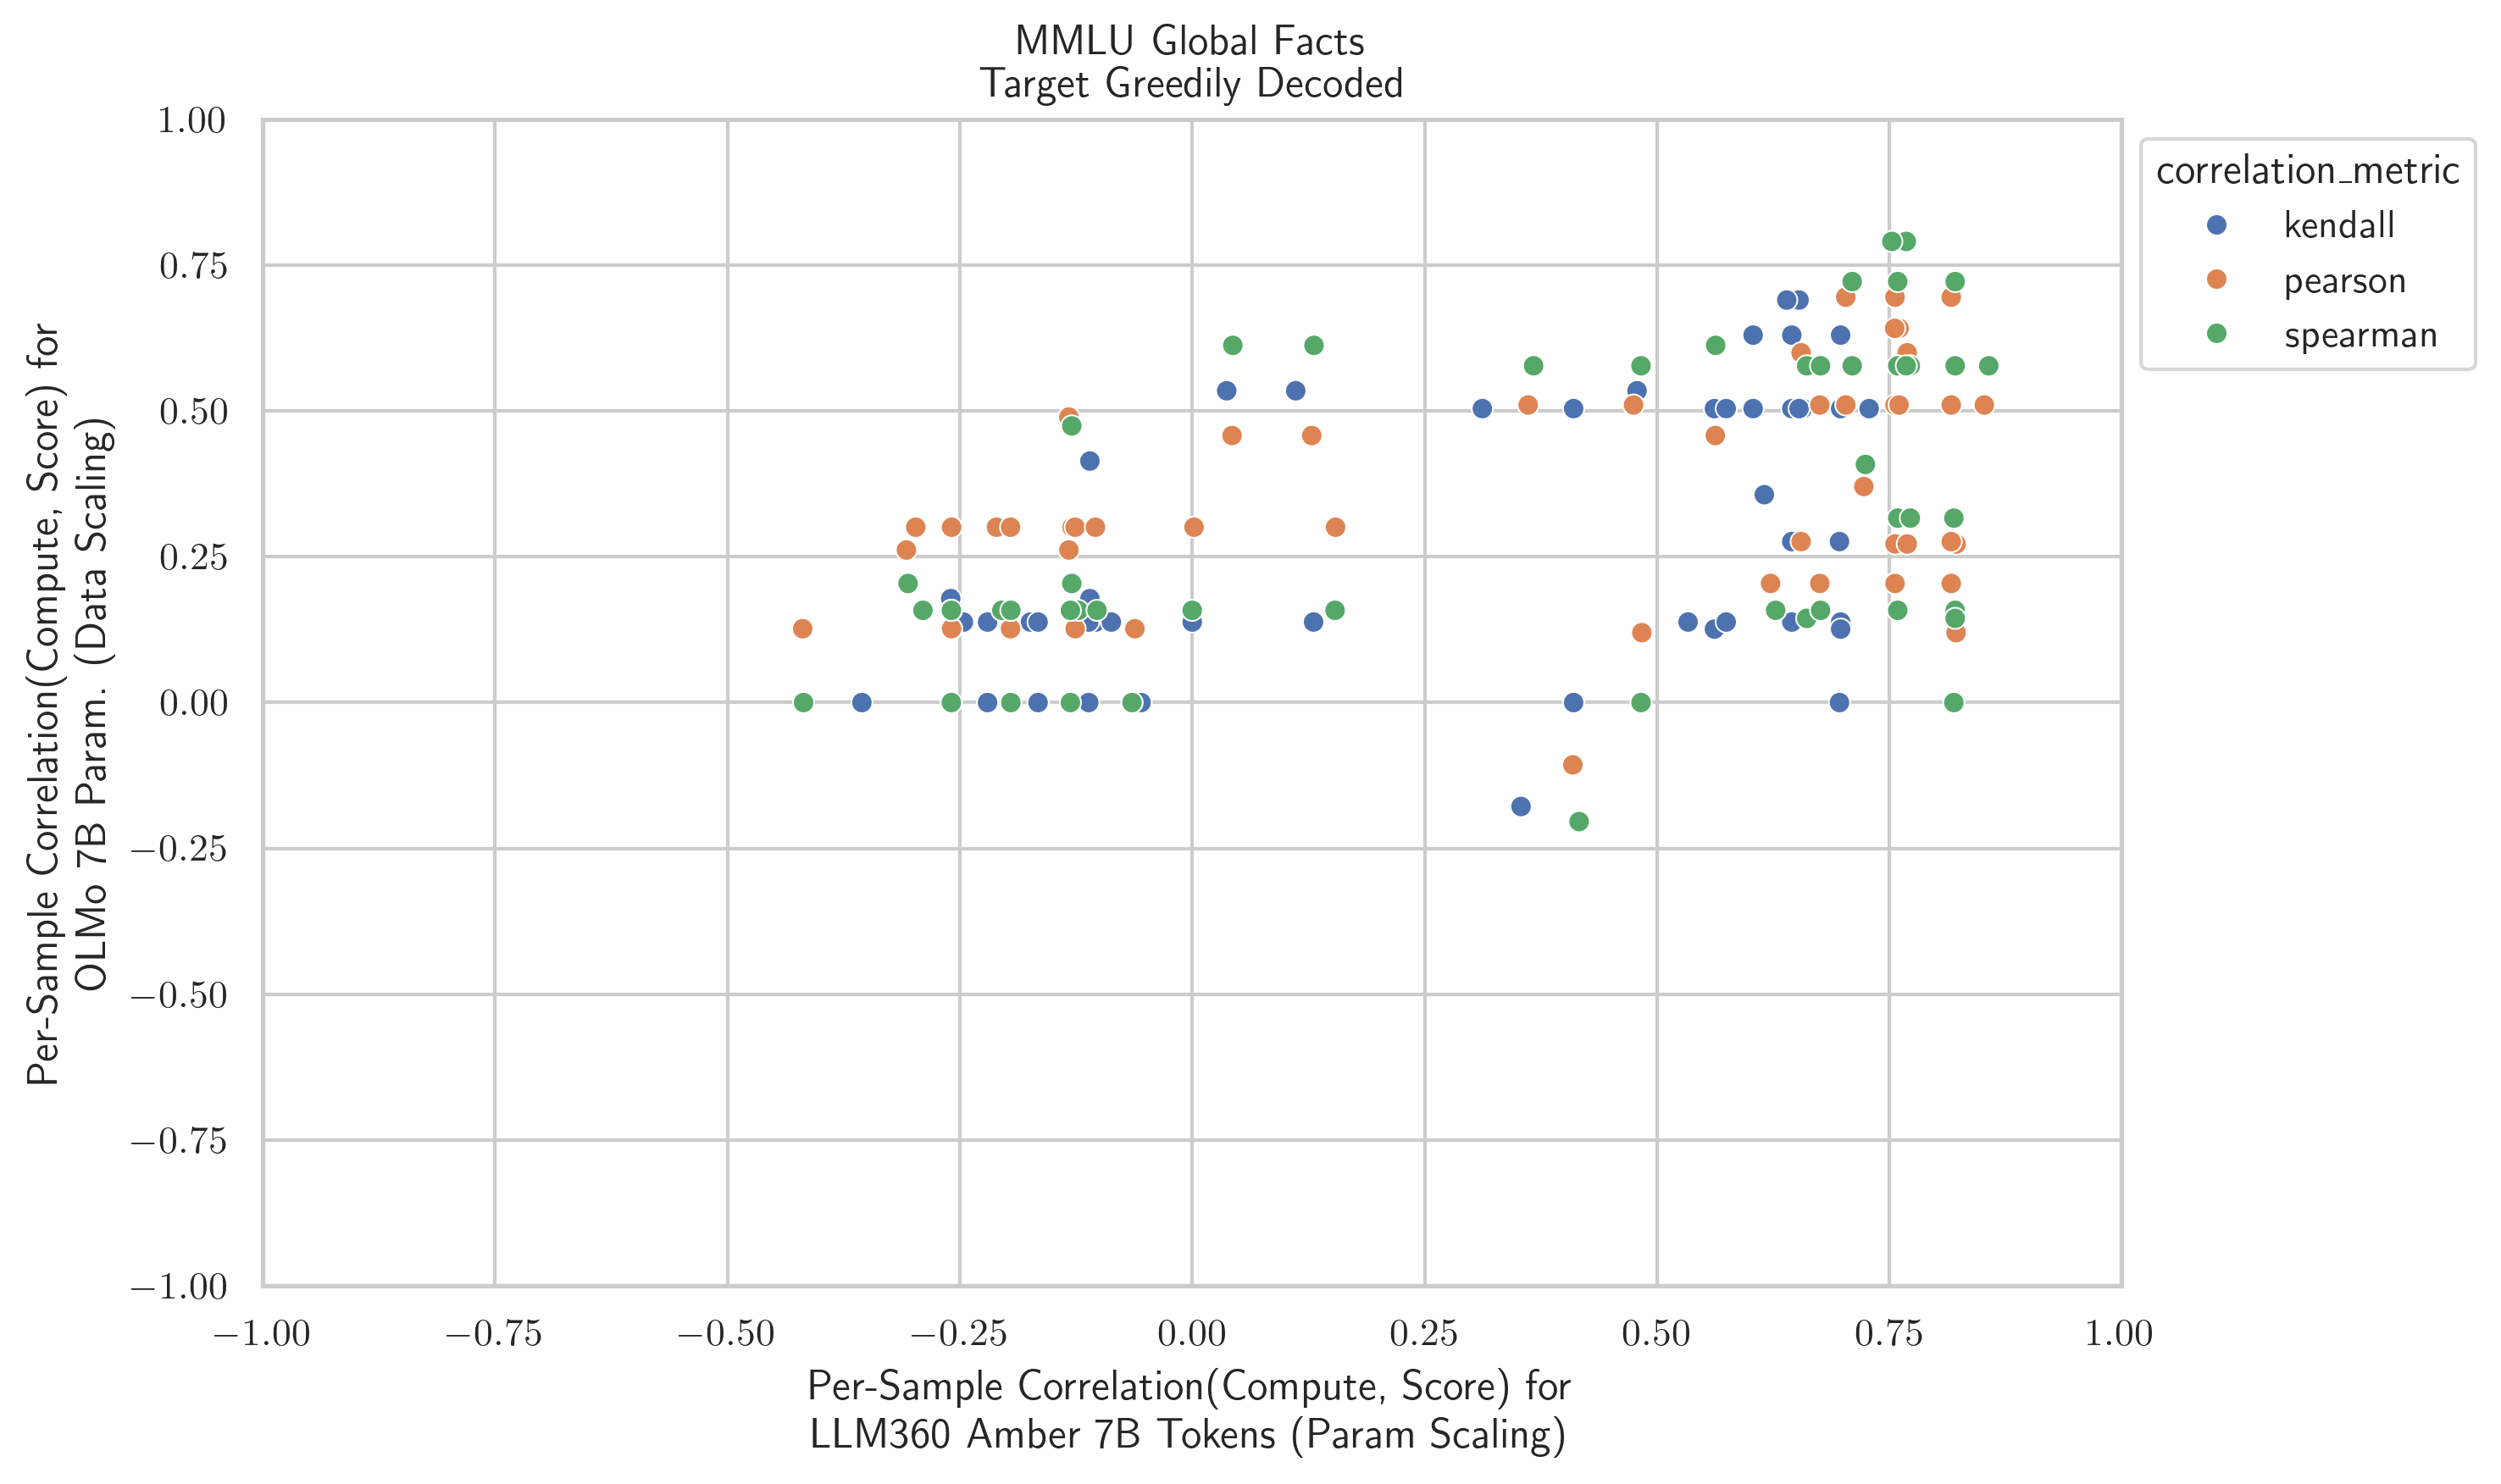 MMLU Global Facts
Target Greedily Decoded
Per-Sample Correlation(Compute, Score) for
OLMo 7B Param. (Data Scaling)
1.00
0.75
0.50
0.25
0.00
−0.25
−0.50
−0.75
−1.00
−1.00 −0.75 −0.50 −0.25 0.00 0.25 0.50 0.75 1.00
Per-Sample Correlation(Compute, Score) for
LLM360 Amber 7B Tokens (Param Scaling)
correlation_metric
kendall
pearson
spearman